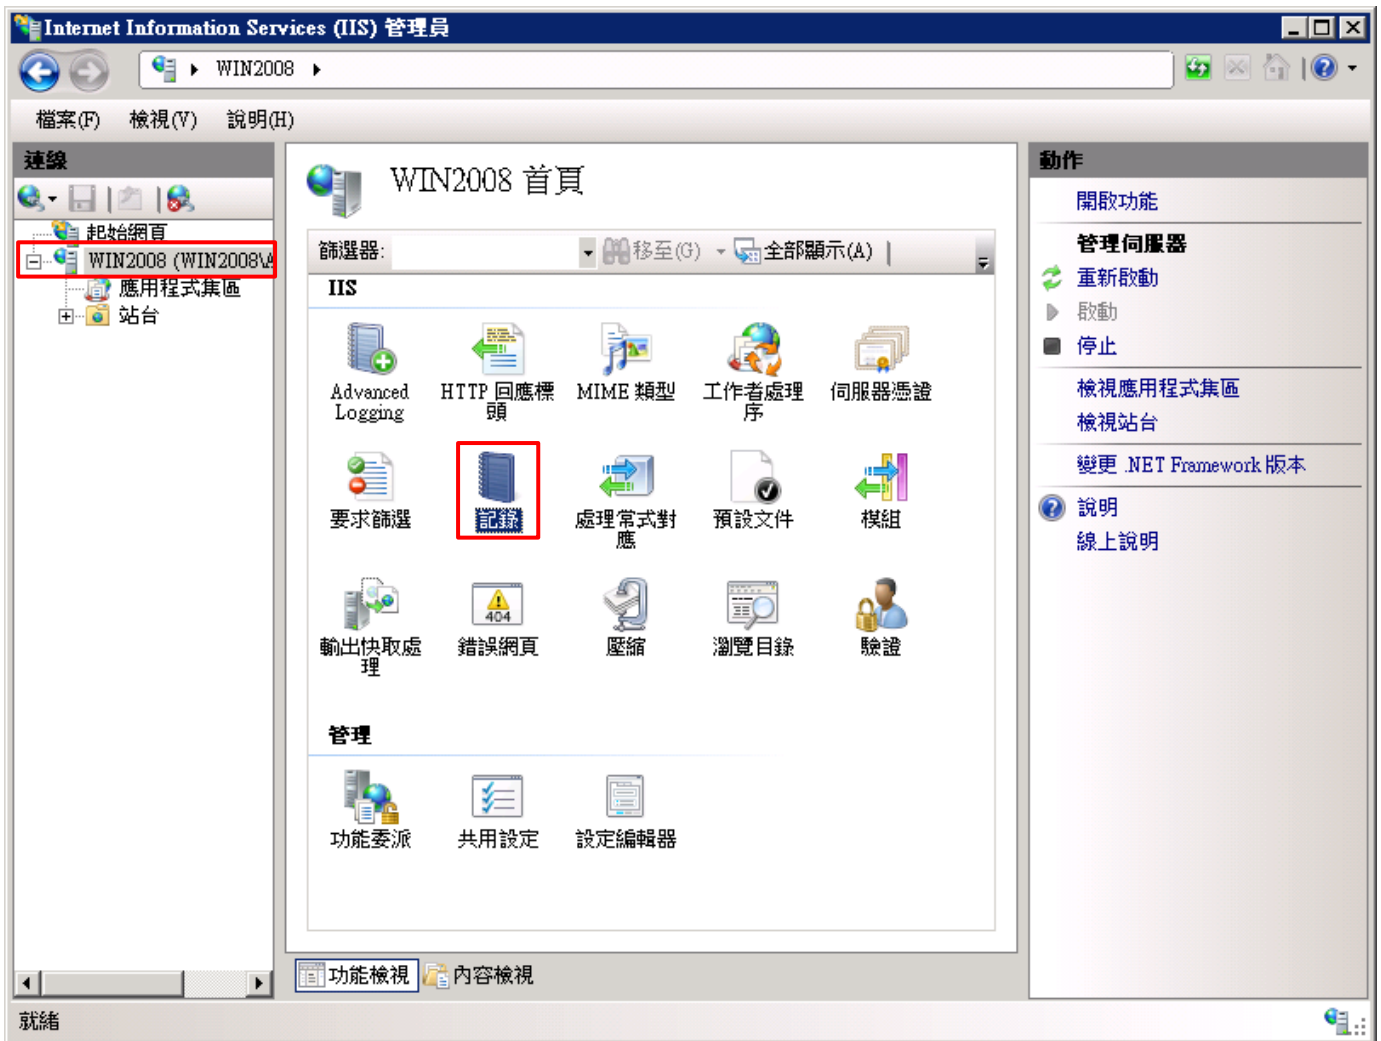 Internet Information Services (IIS) 管理員
WIN2008
檔案(F) 檢視(V) 說明(H)
連線
起始網頁
WIN2008 (WIN2008\A
應用程式集區
站台
WIN2008 首頁
篩選器: 移至(G) 全部顯示(A)
IIS
Advanced Logging
HTTP 回應標頭
MIME 類型
工作者處理序
伺服器憑證
要求篩選
記錄
處理常式對應
預設文件
模組
輸出快取處理
錯誤網頁
404
壓縮
瀏覽目錄
驗證
管理
功能委派
共用設定
設定編輯器
功能檢視 內容檢視
動作
開啟功能
管理伺服器
重新啟動
啟動
停止
檢視應用程式集區
檢視站台
變更 .NET Framework 版本
說明
線上說明
就緒